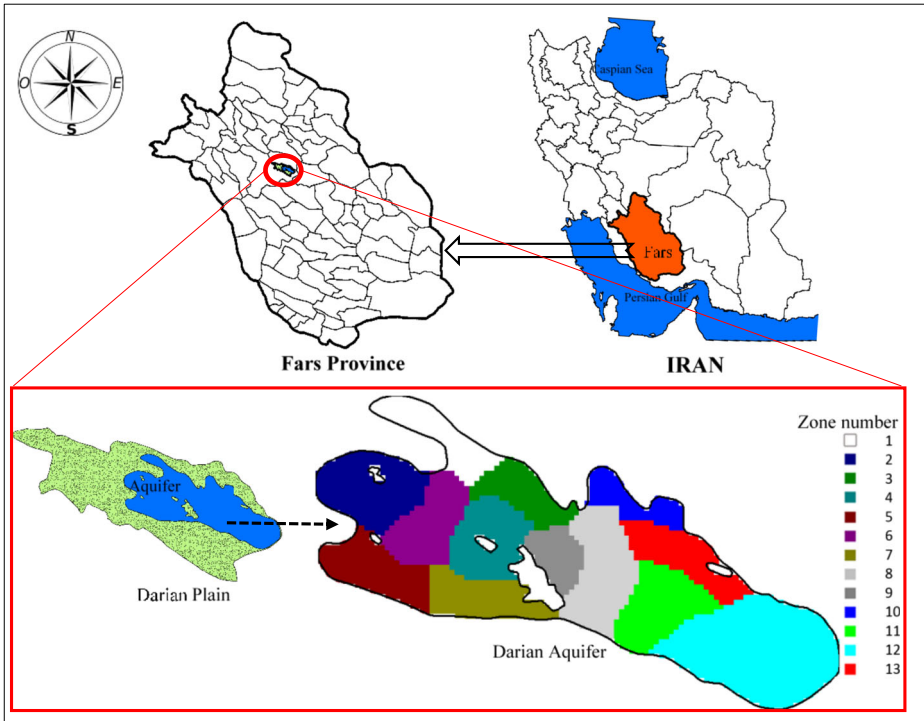 N
O
E
S
Caspian Sea
Fars
Persian Gulf
Fars Province
IRAN
Aquifer
Darian Plain
Darian Aquifer
Zone number
1
2
3
4
5
6
7
8
9
10
11
12
13